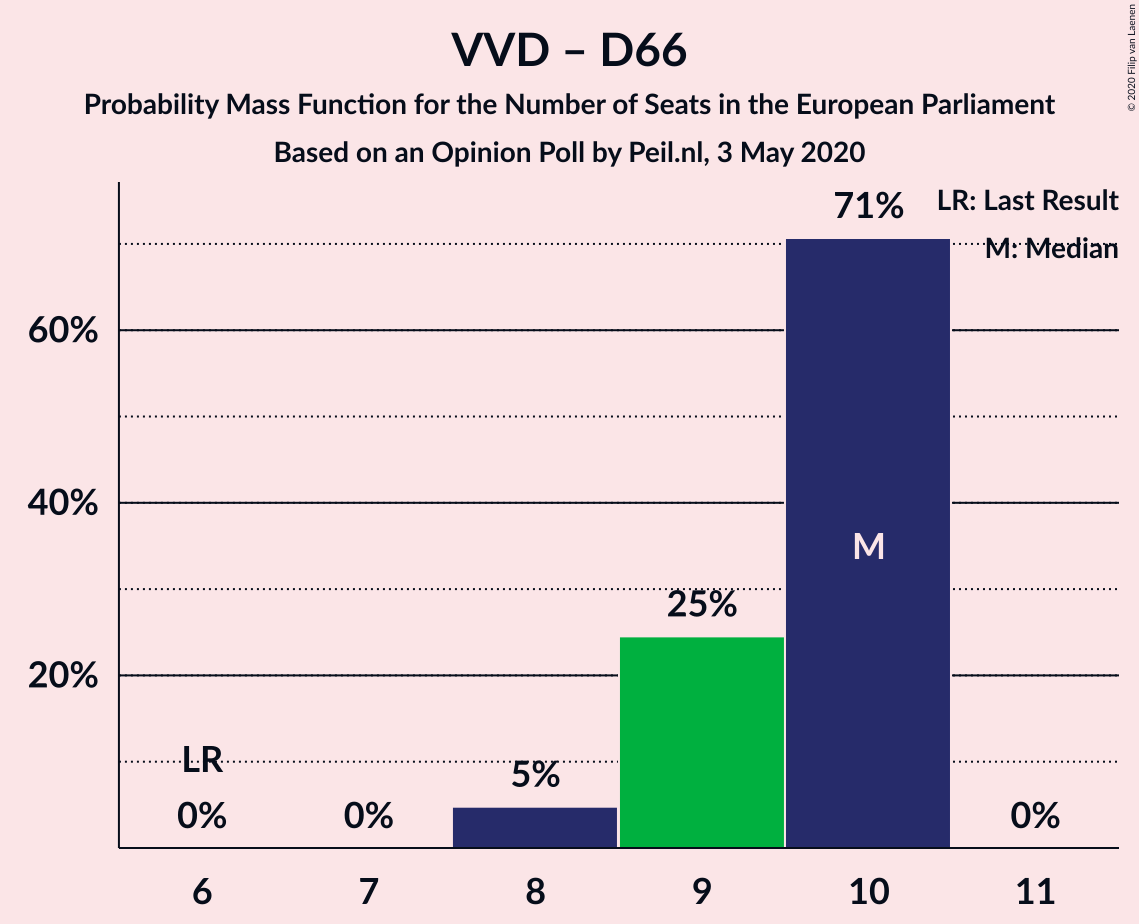 VVD – D66
Probability Mass Function for the Number of Seats in the European Parliament
Based on an Opinion Poll by Peil.nl, 3 May 2020
© 2020 Filip van Laenen
LR: Last Result
M: Median
71%
60%
40%
M
25%
20%
LR
5%
0%
0%
0%
6 7 8 9 10 11